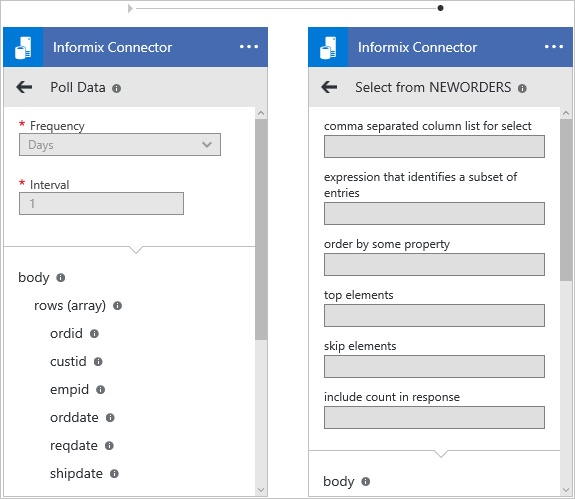 Informix Connector
Poll Data
* Frequency
Days
* Interval
1
body
rows (array)
ordid
custid
empid
orddate
reqdate
shipdate
Informix Connector
Select from NEWORDERS
comma separated column list for select
expression that identifies a subset of
entries
order by some property
top elements
skip elements
include count in response
body